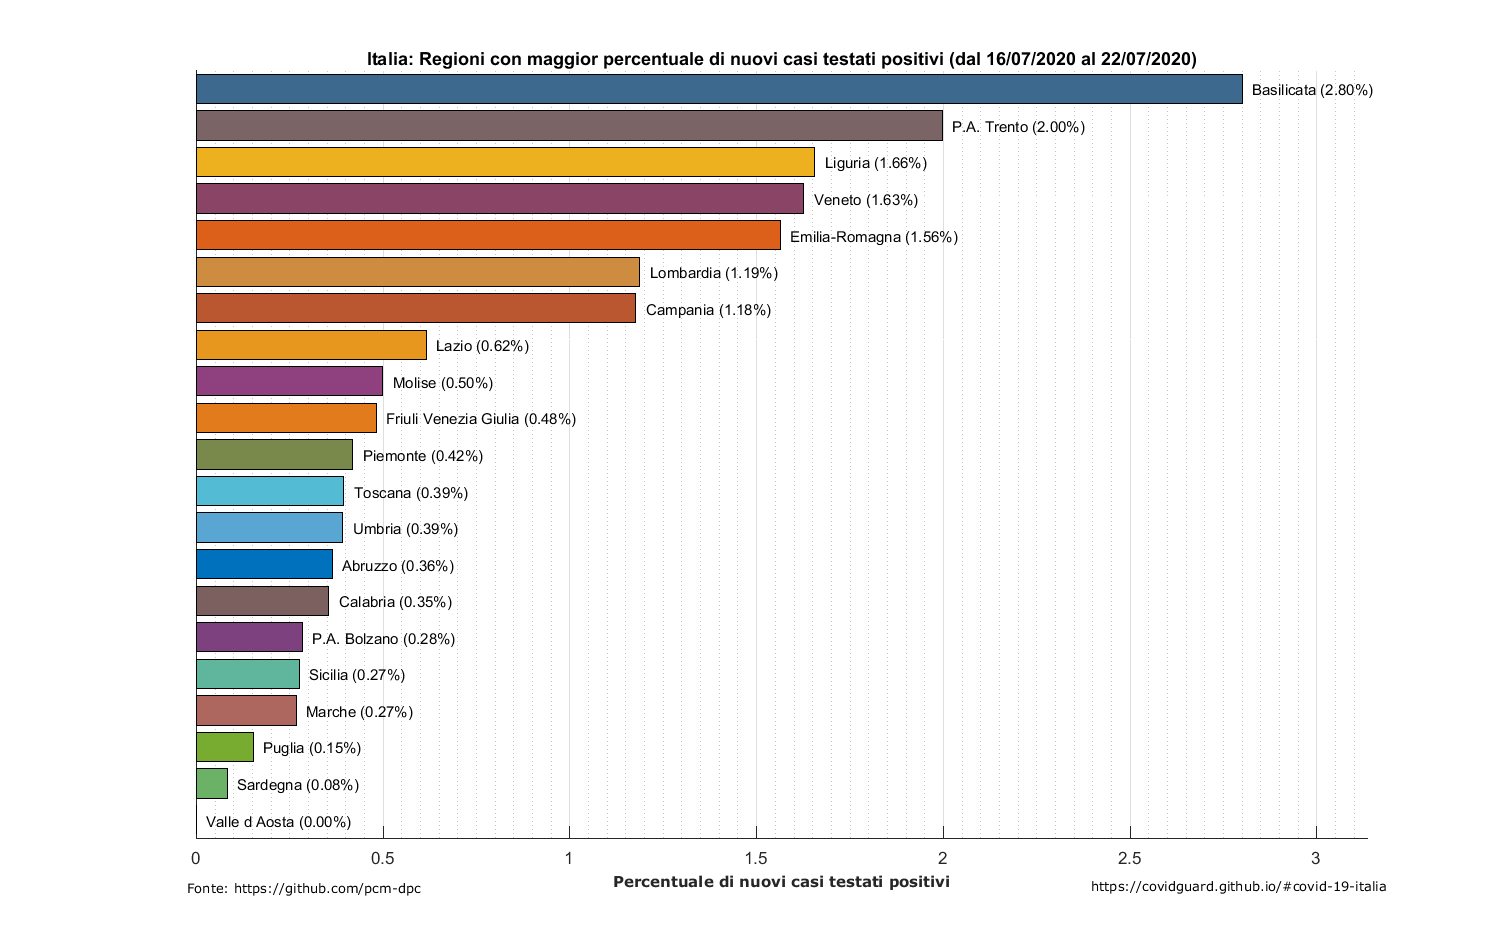 Italia: Regioni con maggior percentuale di nuovi casi testati positivi (dal 16/07/2020 al 22/07/2020)
Basilicata (2.80%)
P.A. Trento (2.00%)
Liguria (1.66%)
Veneto (1.63%)
Emilia-Romagna (1.56%)
Lombardia (1.19%)
Campania (1.18%)
Lazio (0.62%)
Molise (0.50%)
Friuli Venezia Giulia (0.48%)
Piemonte (0.42%)
Toscana (0.39%)
Umbria (0.39%)
Abruzzo (0.36%)
Calabria (0.35%)
P.A. Bolzano (0.28%)
Sicilia (0.27%)
Marche (0.27%)
Puglia (0.15%)
Sardegna (0.08%)
Valle d Aosta (0.00%)
0 0.5 1 1.5 2 2.5 3
Percentuale di nuovi casi testati positivi
Fonte: https://github.com/pcm-dpc
https://covidguard.github.io/#covid-19-italia